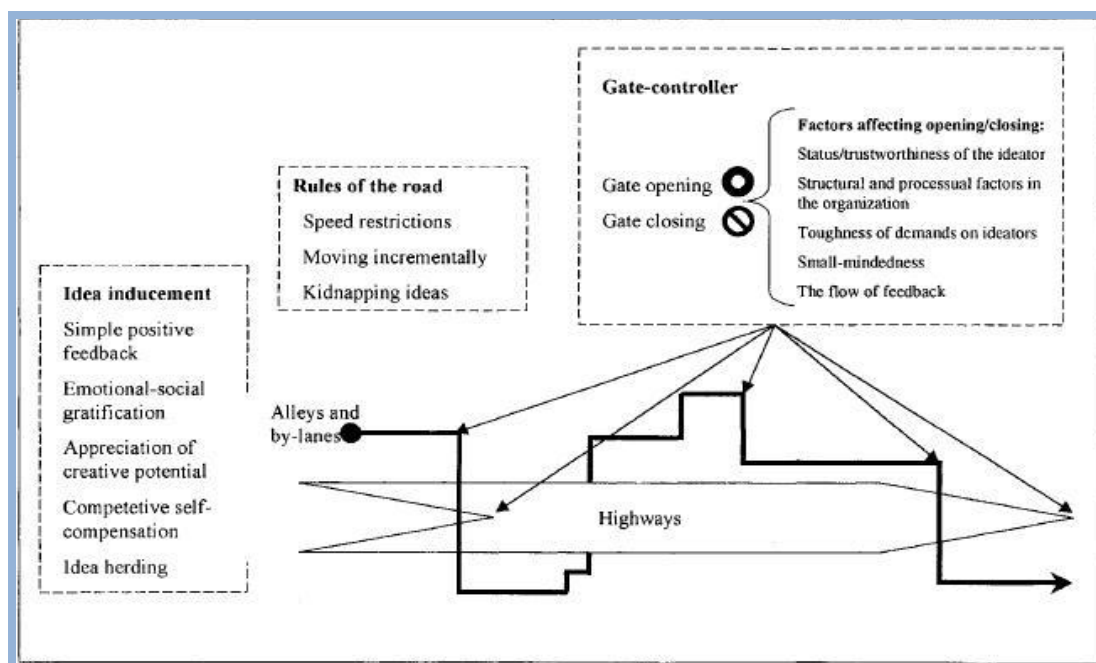 Gate-controller
Factors affecting opening/closing:
Status/trustworthiness of the ideator
Gate opening
Structural and processual factors in
the organization
Gate closing
Toughness of demands on ideators
Small-mindedness
The flow of feedback
Rules of the road
Speed restrictions
Moving incrementally
Kidnapping ideas
Idea inducement
Simple positive
feedback
Emotional-social
gratification
Appreciation of
creative potential
Competetive self-
compensation
Idea herding
Alleys and
by-lanes
Highways